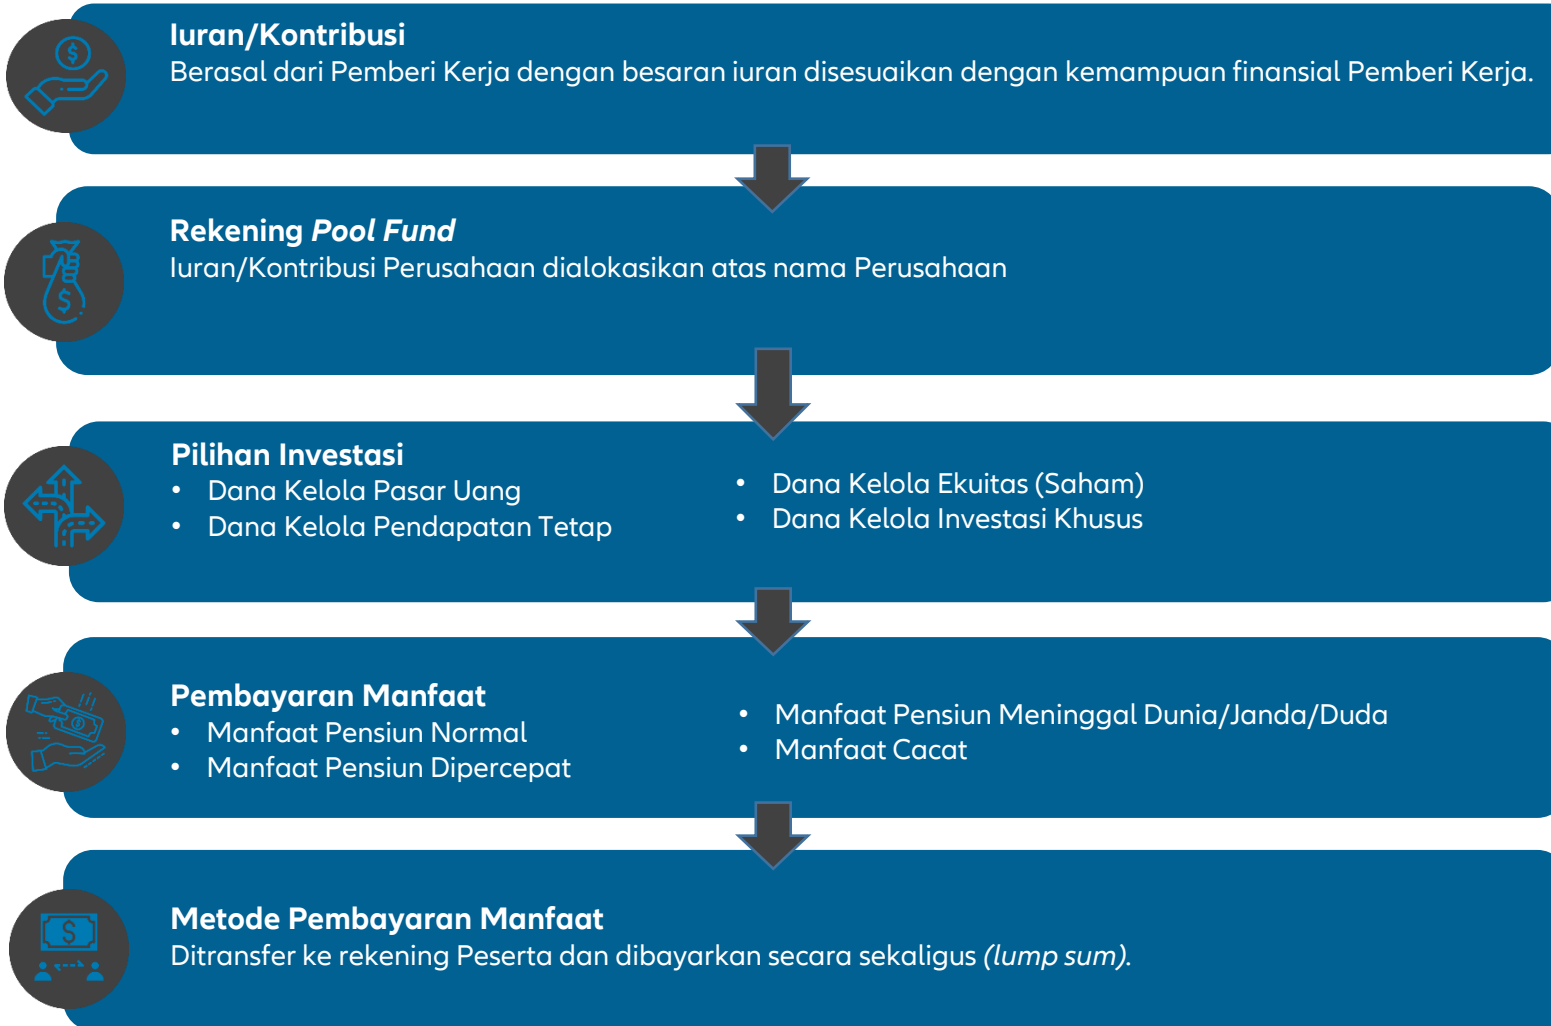 Iuran/Kontribusi
Berasal dari Pemberi Kerja dengan besaran iuran disesuaikan dengan kemampuan finansial Pemberi Kerja.
Rekening Pool Fund
Iuran/Kontribusi Perusahaan dialokasikan atas nama Perusahaan
Pilihan Investasi
• Dana Kelola Pasar Uang
• Dana Kelola Pendapatan Tetap
• Dana Kelola Ekuitas (Saham)
• Dana Kelola Investasi Khusus
Pembayaran Manfaat
• Manfaat Pensiun Normal
• Manfaat Pensiun Dipercepat
• Manfaat Pensiun Meninggal Dunia/Janda/Duda
• Manfaat Cacat
Metode Pembayaran Manfaat
Ditransfer ke rekening Peserta dan dibayarkan secara sekaligus (lump sum).